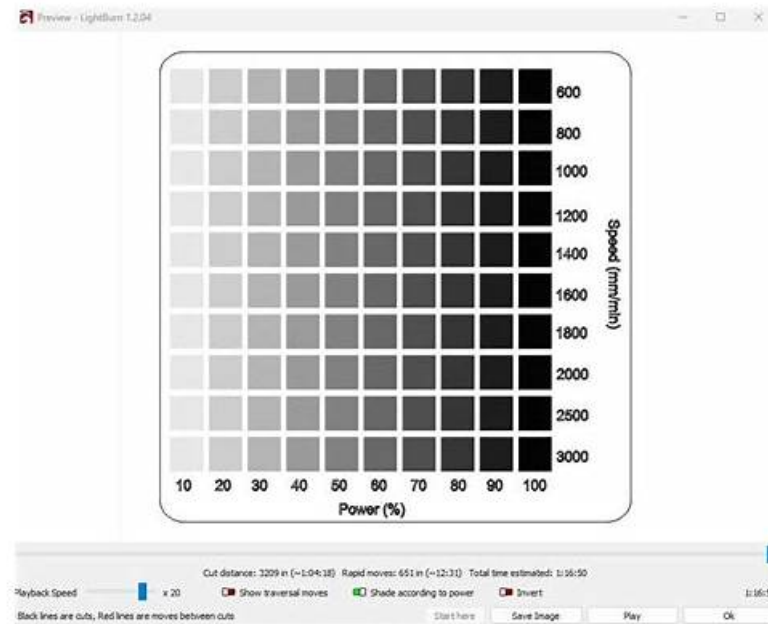 Preview - LightBurn 1.2.04
600
800
1000
1200
1400
1600
1800
2000
2500
3000
Speed (mm/min)
10 20 30 40 50 60 70 80 90 100
Power (%)
Cut distance: 3209 in (~1:04:18) Rapid moves: 651 in (~12:31) Total time estimated: 1:16:50
Playback Speed x 20 Show traversal moves Shade according to power Invert
Black lines are cuts, Red lines are moves between cuts Start here Save Image Play Ok